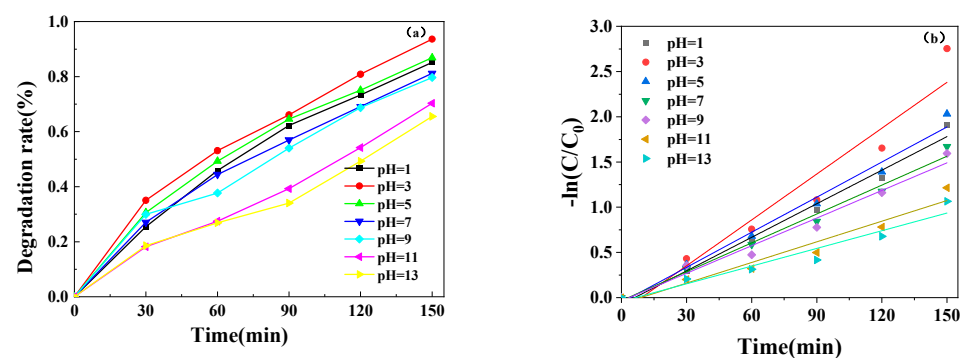 (a)
Degradation rate(%)
1.0
0.8
0.6
0.4
0.2
0.0
pH=1
pH=3
pH=5
pH=7
pH=9
pH=11
pH=13
0 30 60 90 120 150
Time(min)
(b)
-ln(C/C0)
3.0
2.5
2.0
1.5
1.0
0.5
0.0
pH=1
pH=3
pH=5
pH=7
pH=9
pH=11
pH=13
0 30 60 90 120 150
Time(min)